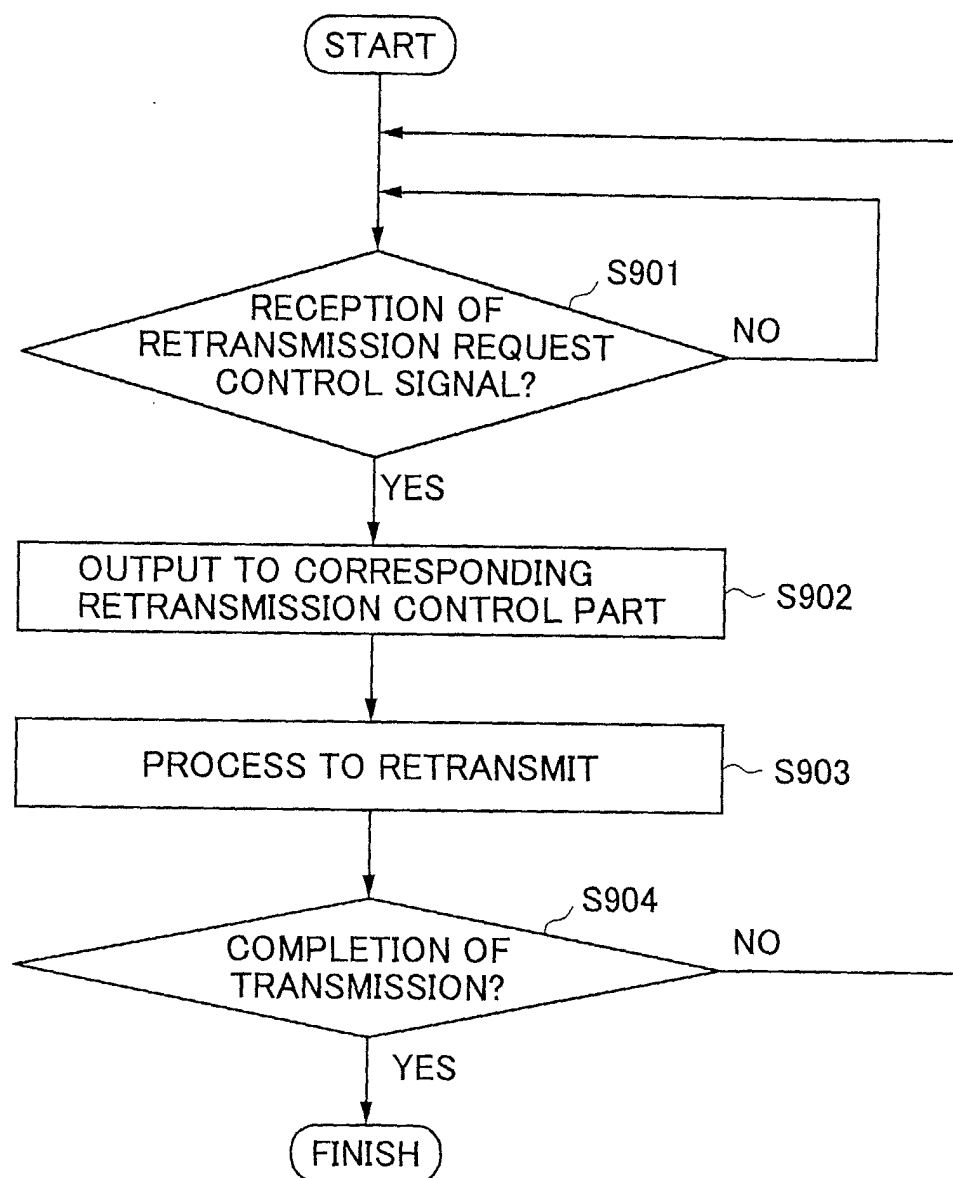 START
S901
RECEPTION OF
RETRANSMISSION REQUEST
CONTROL SIGNAL?
NO
YES
OUTPUT TO CORRESPONDING
RETRANSMISSION CONTROL PART
S902
PROCESS TO RETRANSMIT
S903
S904
COMPLETION OF
TRANSMISSION?
NO
YES
FINISH